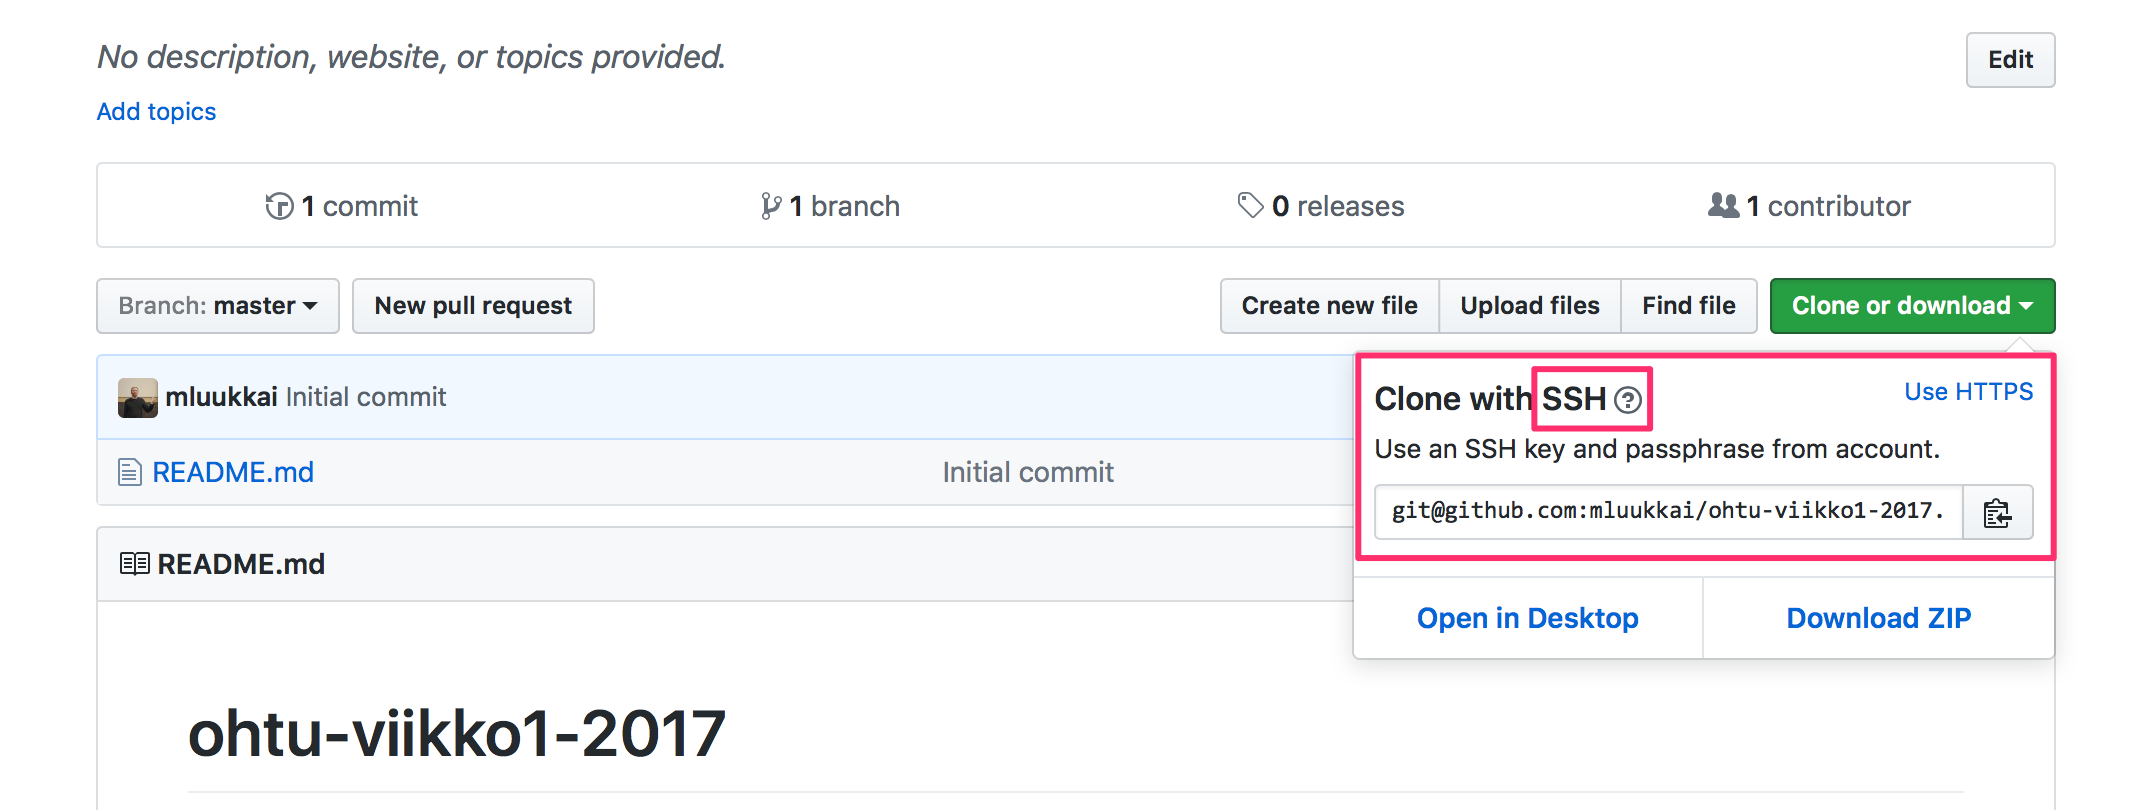 No description, website, or topics provided.
Edit
Add topics
1 commit
1 branch
0 releases
1 contributor
Branch: master
New pull request
Create new file
Upload files
Find file
Clone or download
mluukkai Initial commit
README.md
Initial commit
Clone with SSH
Use HTTPS
Use an SSH key and passphrase from account.
git@github.com:mluukkai/ohtu-viikko1-2017.
Open in Desktop
Download ZIP
README.md
ohtu-viikko1-2017